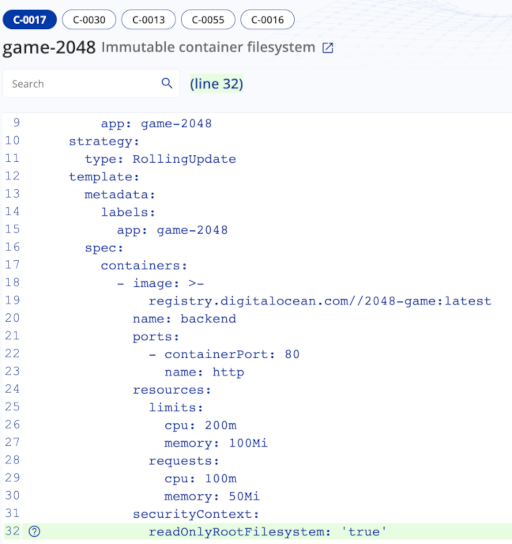 C-0017 C-0030 C-0013 C-0055 C-0016
game-2048 Immutable container filesystem
Search (line 32)
9 app: game-2048
10 strategy:
11 type: RollingUpdate
12 template:
13 metadata:
14 labels:
15 app: game-2048
16 spec:
17 containers:
18 - image: >-
19 registry.digitalocean.com//2048-game:latest
20 name: backend
21 ports:
22 - containerPort: 80
23 name: http
24 resources:
25 limits:
26 cpu: 200m
27 memory: 100Mi
28 requests:
29 cpu: 100m
30 memory: 50Mi
31 securityContext:
32 readOnlyRootFilesystem: 'true'